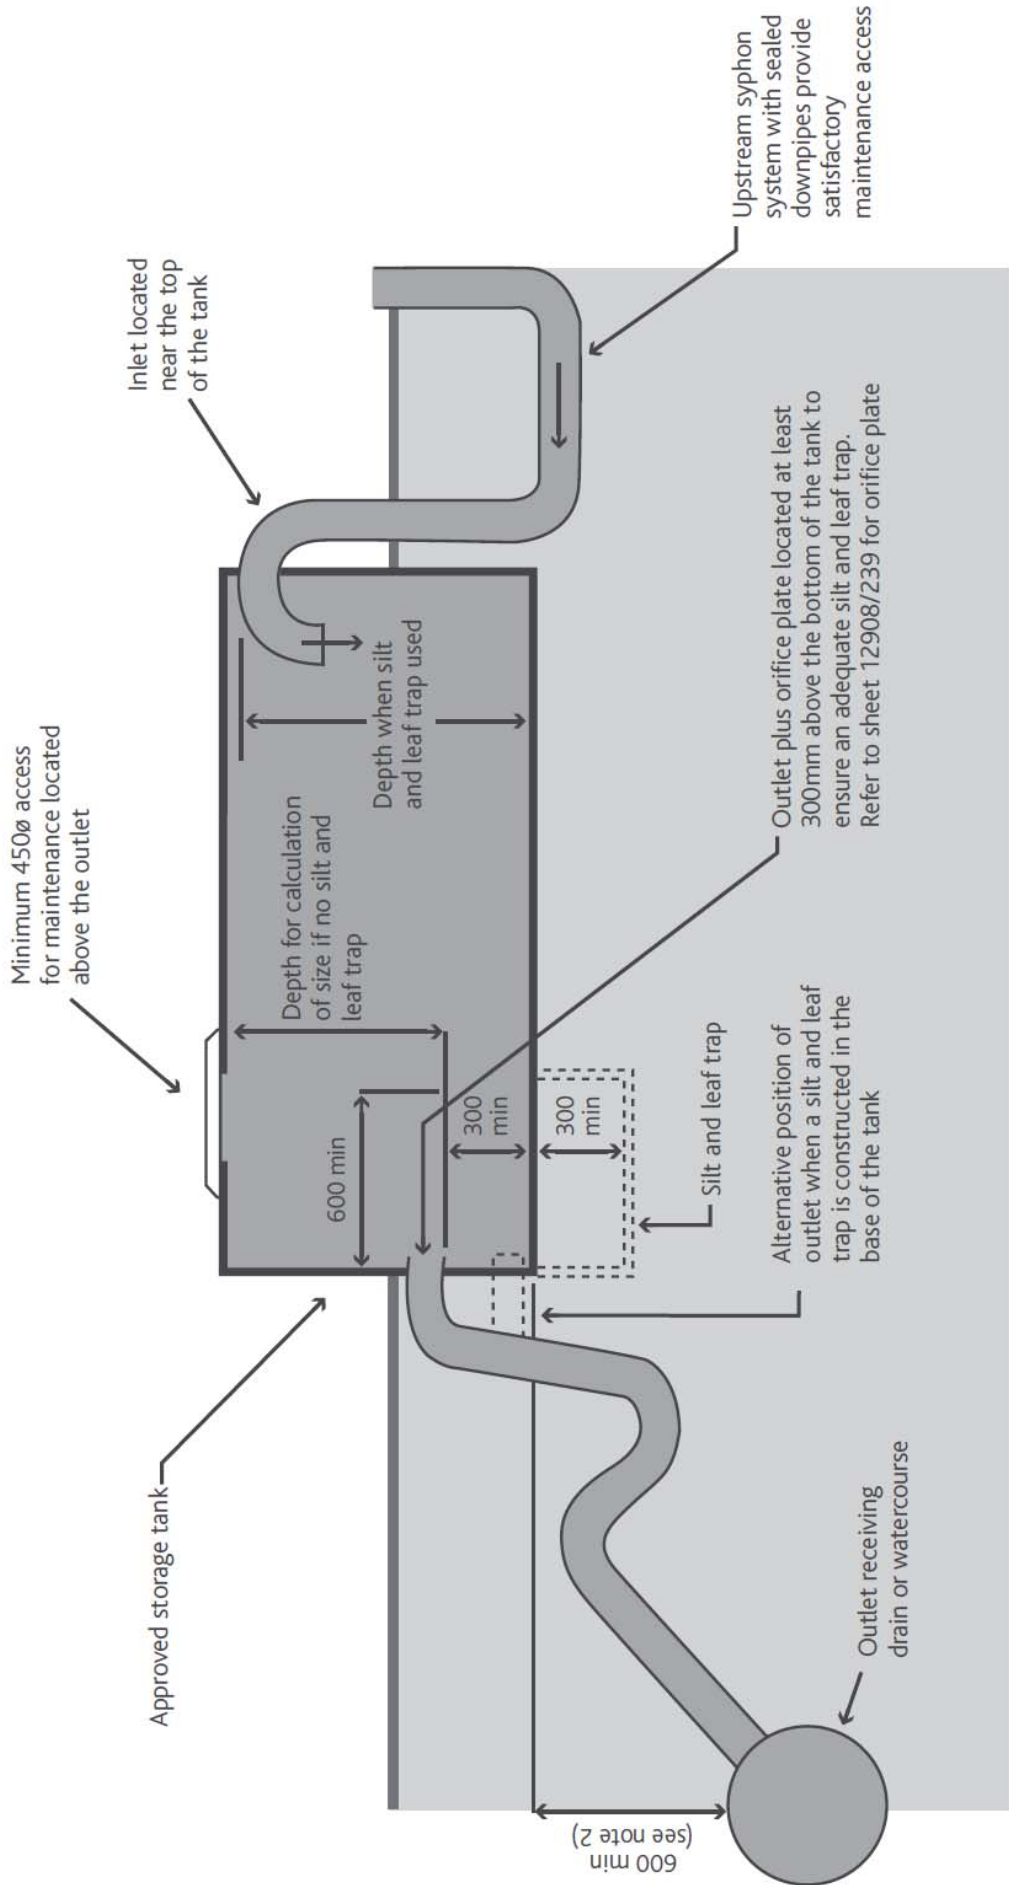 Minimum 450ø access
for maintenance located
above the outlet
Inlet located
near the top
of the tank
Approved storage tank
Depth for calculation
of size if no silt and
leaf trap
Depth when silt
and leaf trap used
600 min
300
min
300
min
Silt and leaf trap
Upstream syphon
system with sealed
downpipes provide
satisfactory
maintenance access
Outlet plus orifice plate located at least
300mm above the bottom of the tank to
ensure an adequate silt and leaf trap.
Refer to sheet 12908/239 for orifice plate
Alternative position of
outlet when a silt and leaf
trap is constructed in the
base of the tank
600 min
(see note 2)
Outlet receiving
drain or watercourse